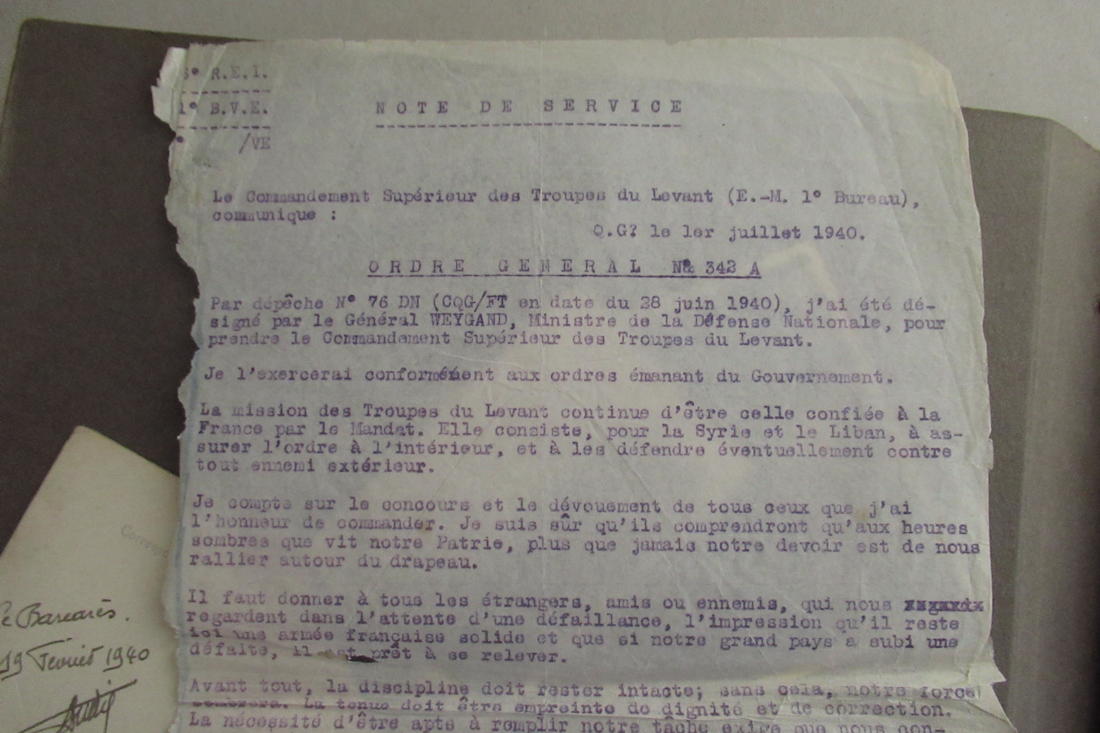 R.E.I.
1° B.V.E.
/VE
NOTE DE SERVICE
Le Commandement Supérieur des Troupes du Levant (E.-M. 1° Bureau),
communique :
Q.G? le 1er juillet 1940.
ORDRE GENERAL N° 342 A
Par dépêche N° 76 DN (CQG/FT en date du 28 juin 1940), j'ai été dé-
signé par le Général WEYGAND, Ministre de la Défense Nationale, pour
prendre le Commandement Supérieur des Troupes du Levant.
Je l'exercerai conformément aux ordres émanant du Gouvernement.
La mission des Troupes du Levant continue d'être celle confiée à la
France par le Mandat. Elle consiste, pour la Syrie et le Liban, à as-
surer l'ordre à l'intérieur, et à les défendre éventuellement contre
tout ennemi extérieur.
Je compte sur le concours et le dévouement de tous ceux que j'ai
l'honneur de commander. Je suis sûr qu'ils comprendront qu'aux heures
sombres que vit notre Patrie, plus que jamais notre devoir est de nous
rallier autour du drapeau.
Il faut donner à tous les étrangers, amis ou ennemis, qui nous
regardent dans l'attente d'une défaillance, l'impression qu'il reste
ici une armée française solide et que si notre grand pays a subi une
défaite, il est prêt à se relever.
Avant tout, la discipline doit rester intacte; sans cela, notre force
sombrera. La tenue doit être empreinte de dignité et de correction.
La nécessité d'être apte à remplir notre tâche exige que nous con-
Le Barcarès.
19 Février 1940